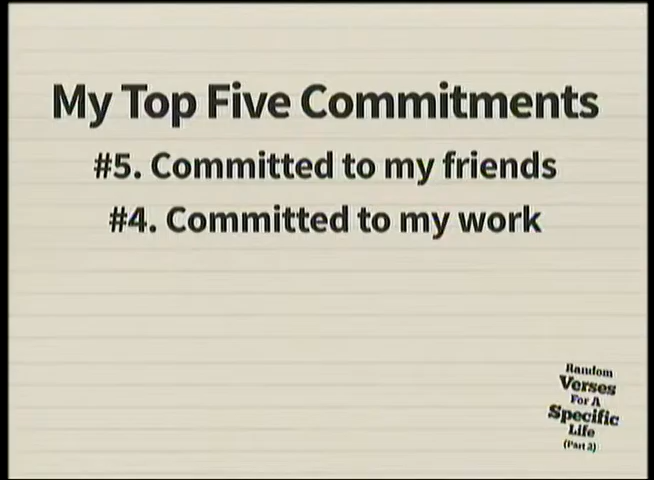 My Top Five Commitments
#5. Committed to my friends
#4. Committed to my work
Random
Verses
For A
Specific
Life
(Part 2)